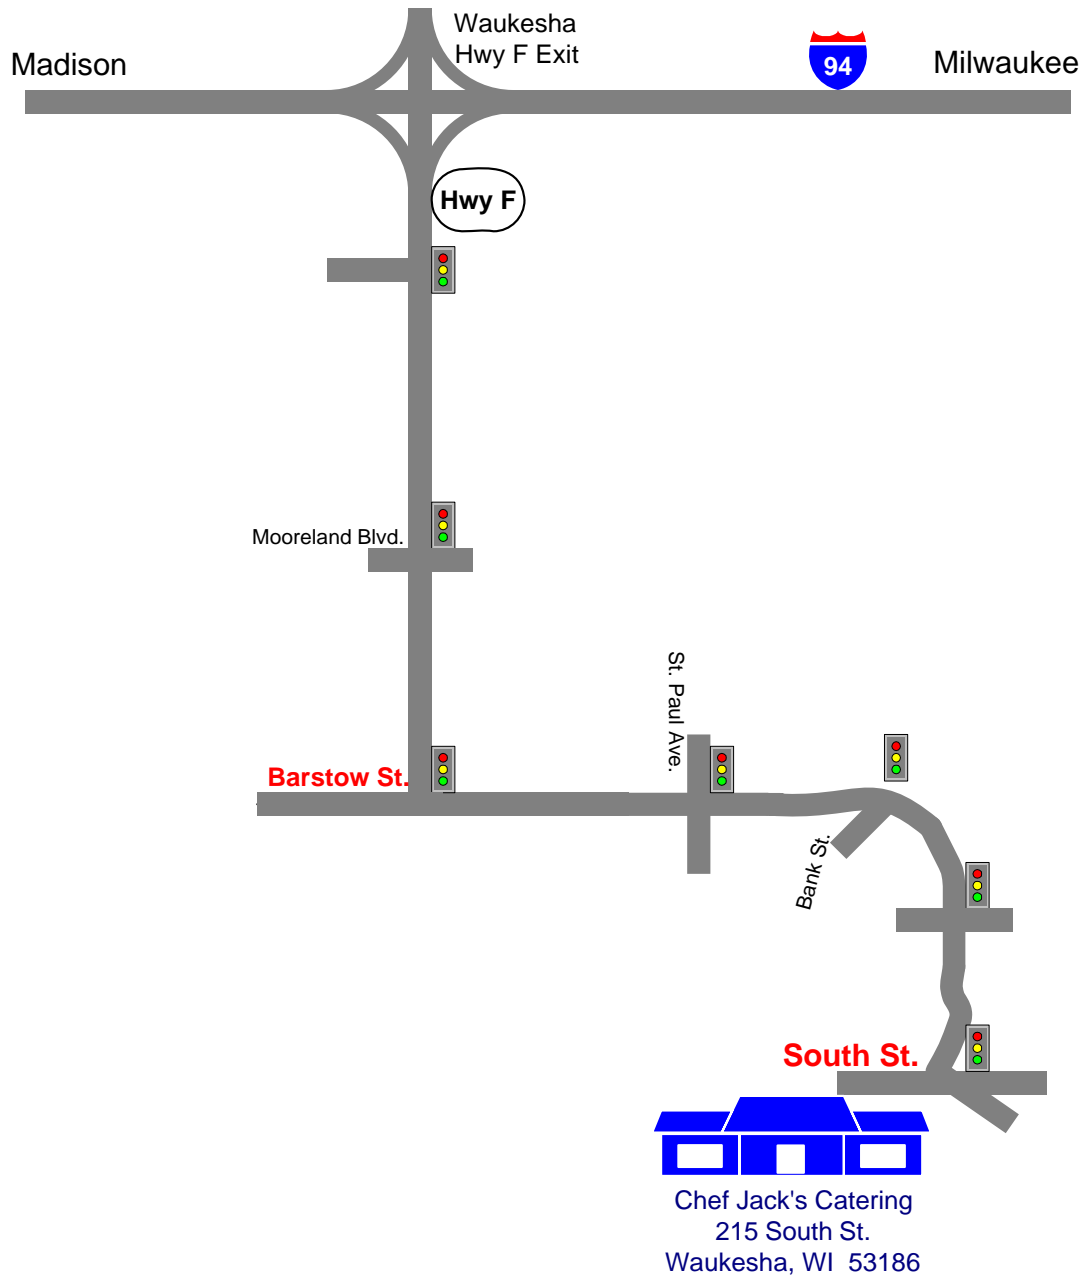 Waukesha
Hwy F Exit
Madison
94
Milwaukee
Hwy F
Mooreland Blvd.
St. Paul Ave.
Barstow St.
Bank St.
South St.
Chef Jack's Catering
215 South St.
Waukesha, WI  53186